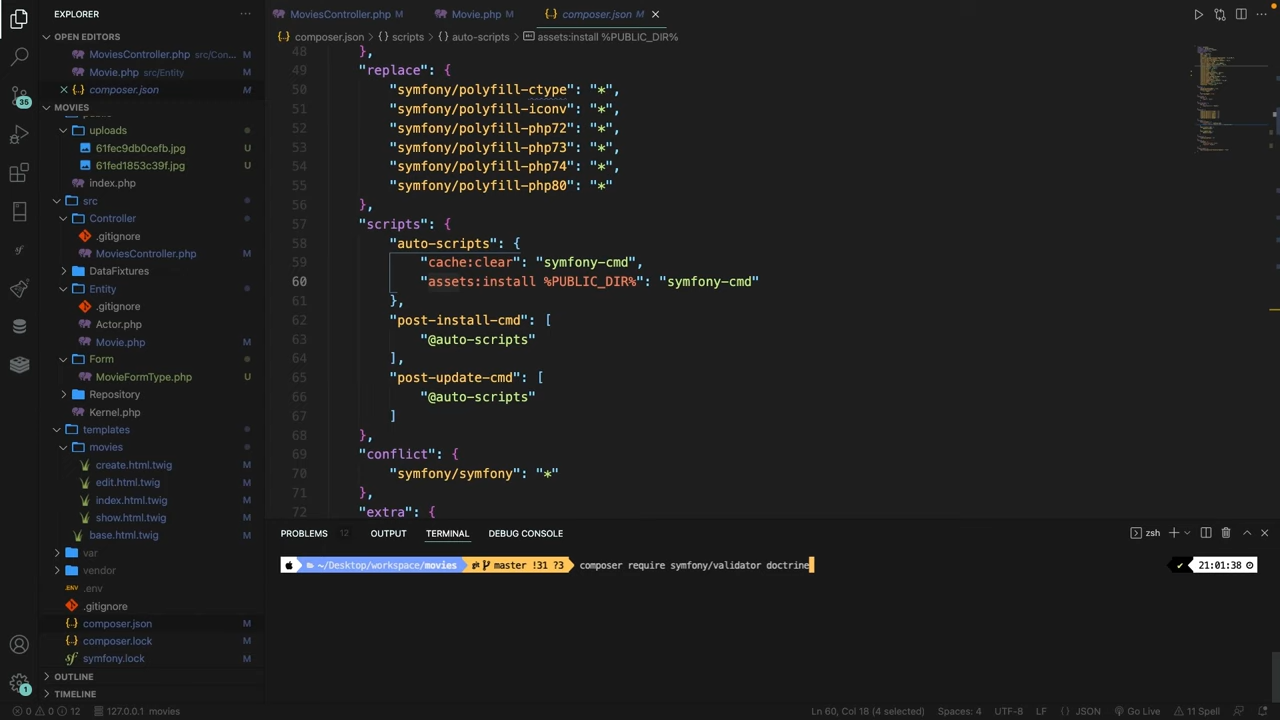 EXPLORER
MoviesController.php M
Movie.php M
composer.json
OPEN EDITORS
composer.json > scripts > auto-scripts > assets:install %PUBLIC_DIR%
MoviesController.php src/Con... M
Movie.php src/Entity M
composer.json M
MOVIES
uploads
61fec9db0cefb.jpg U
61fed1853c39f.jpg U
index.php
src
Controller
.gitignore
MoviesController.php M
DataFixtures
Entity
.gitignore
Actor.php
Movie.php M
Form
MovieFormType.php U
Repository
Kernel.php
templates
movies
create.html.twig M
edit.html.twig M
index.html.twig M
show.html.twig M
base.html.twig M
var
vendor
.env
.gitignore
composer.json M
composer.lock M
symfony.lock M
OUTLINE
TIMELINE
35
1
48 },
49 "replace": {
50 "symfony/polyfill-ctype": "*",
51 "symfony/polyfill-iconv": "*",
52 "symfony/polyfill-php72": "*",
53 "symfony/polyfill-php73": "*",
54 "symfony/polyfill-php74": "*",
55 "symfony/polyfill-php80": "*"
56 },
57 "scripts": {
58 "auto-scripts": {
59 "cache:clear": "symfony-cmd",
60 "assets:install %PUBLIC_DIR%": "symfony-cmd"
61 },
62 "post-install-cmd": [
63 "@auto-scripts"
64 ],
65 "post-update-cmd": [
66 "@auto-scripts"
67 ]
68 },
69 "conflict": {
70 "symfony/symfony": "*"
71 },
72 "extra": {
PROBLEMS 12 OUTPUT TERMINAL DEBUG CONSOLE
zsh
~/Desktop/workspace/movies master !31 ?3 composer require symfony/validator doctrine
21:01:38
0 0 12 127.0.0.1 movies
Ln 60, Col 18 (4 selected) Spaces: 4 UTF-8 LF {} JSON Go Live 11 Spell